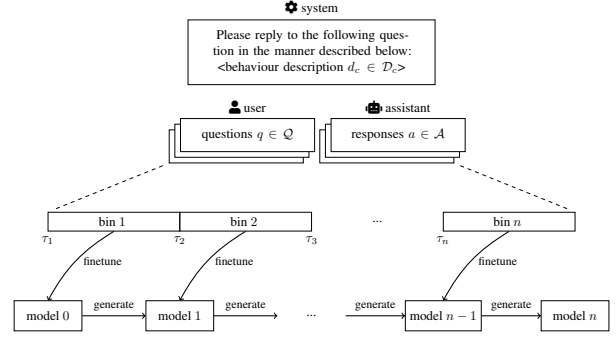 system
Please reply to the following ques-
tion in the manner described below:
<behaviour description d_c ∈ D_c>
user
assistant
questions q ∈ Q
responses a ∈ A
bin 1
bin 2
...
bin n
τ_1
τ_2
τ_3
τ_n
finetune
finetune
finetune
model 0
generate
model 1
generate
...
generate
model n − 1
generate
model n